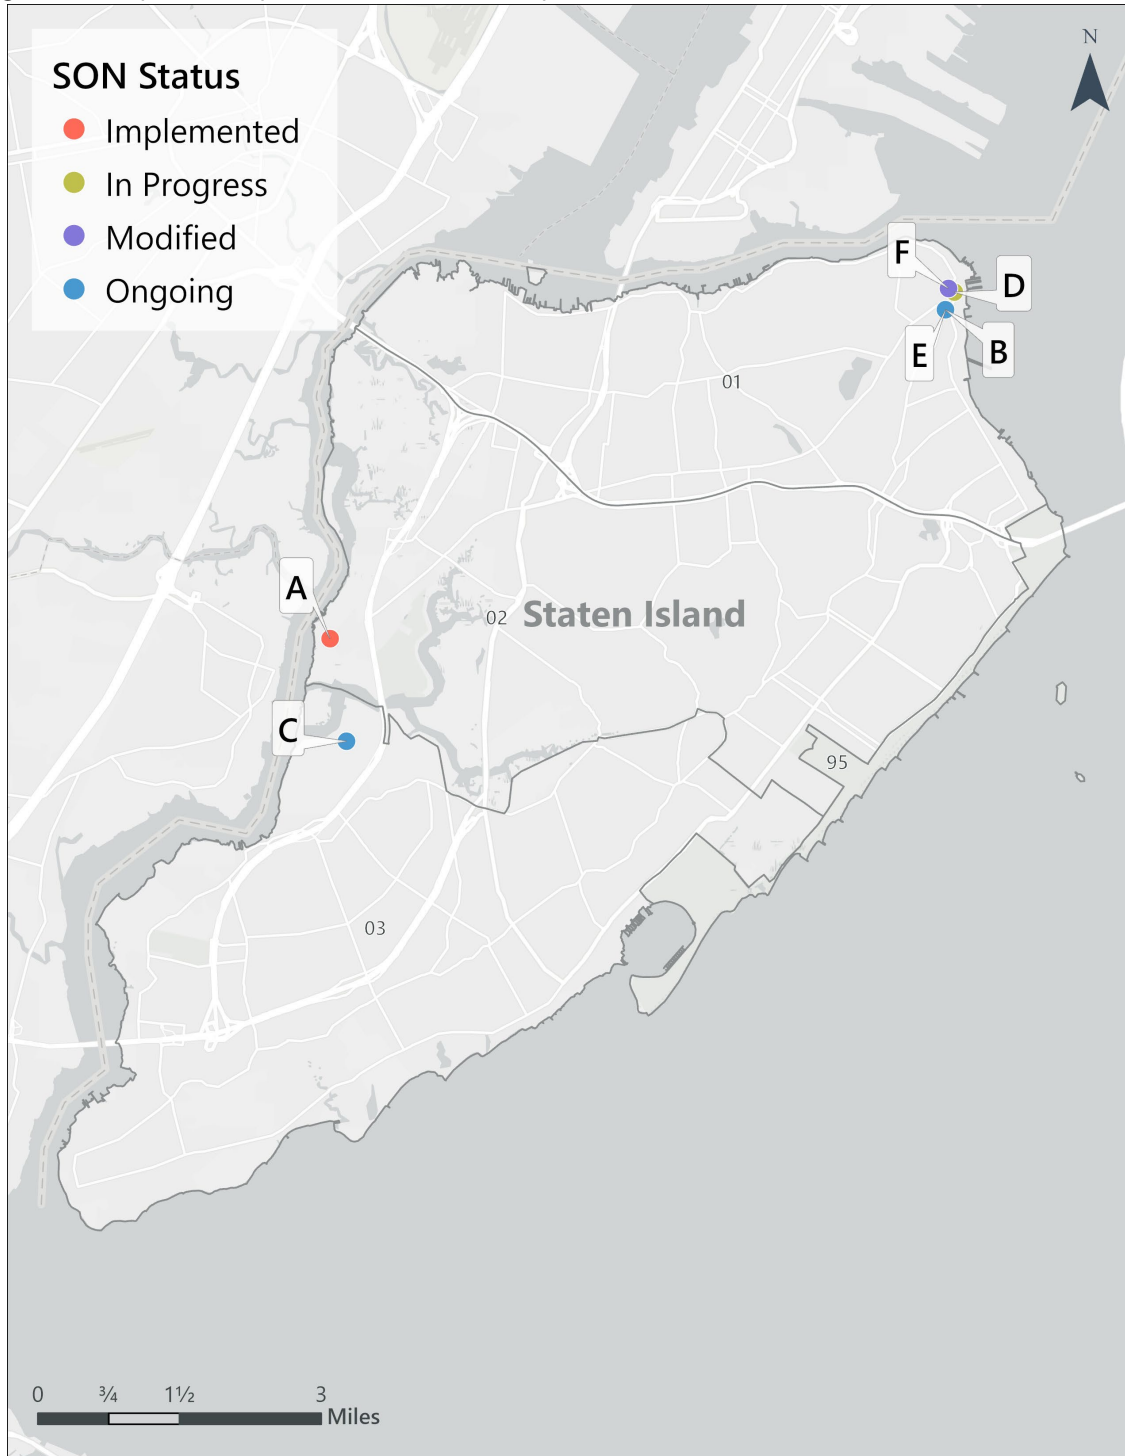 SON Status
Implemented
In Progress
Modified
Ongoing
N
F
D
E
B
01
A
02
Staten Island
C
95
03
0 ¾ 1½ 3
Miles